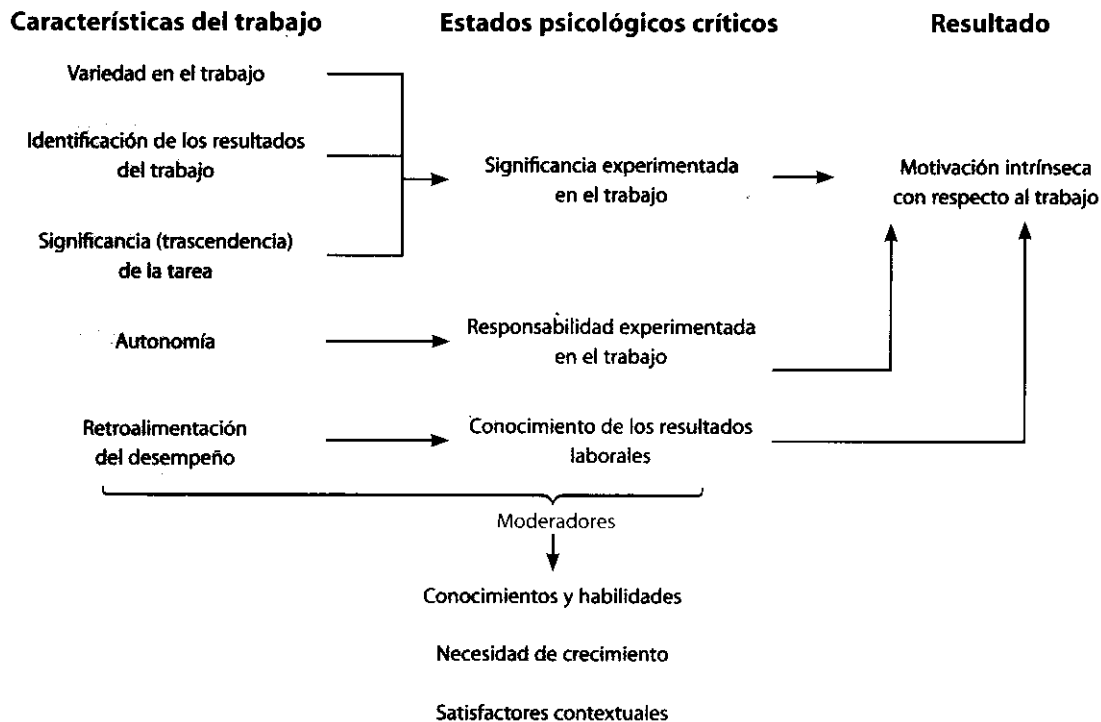 Características del trabajo
Estados psicológicos críticos
Resultado
Variedad en el trabajo
Identificación de los resultados
del trabajo
Significancia (trascendencia)
de la tarea
Autonomía
Retroalimentación
del desempeño
Significancia experimentada
en el trabajo
Responsabilidad experimentada
en el trabajo
Conocimiento de los resultados
laborales
Motivación intrínseca
con respecto al trabajo
Moderadores
Conocimientos y habilidades
Necesidad de crecimiento
Satisfactores contextuales